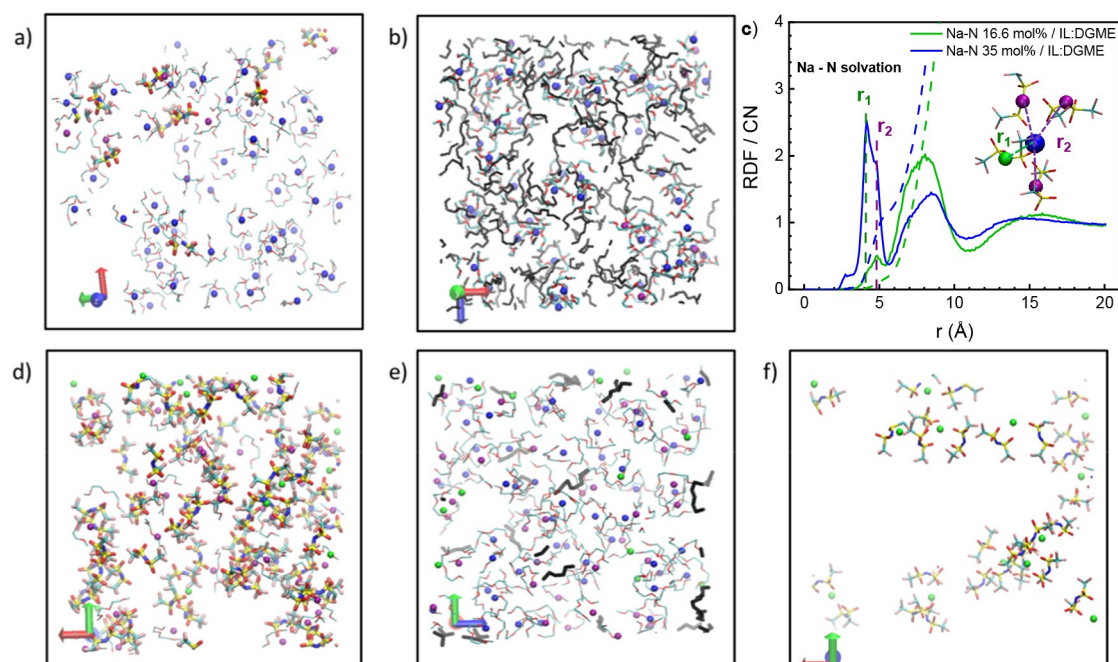 a)
b)
c)
Na-N 16.6 mol% / IL:DGME
Na-N 35 mol% / IL:DGME
Na - N solvation
r1
r2
r1
r2
RDF / CN
4
3
2
1
0
0 5 10 15 20
r (Å)
d)
e)
f)